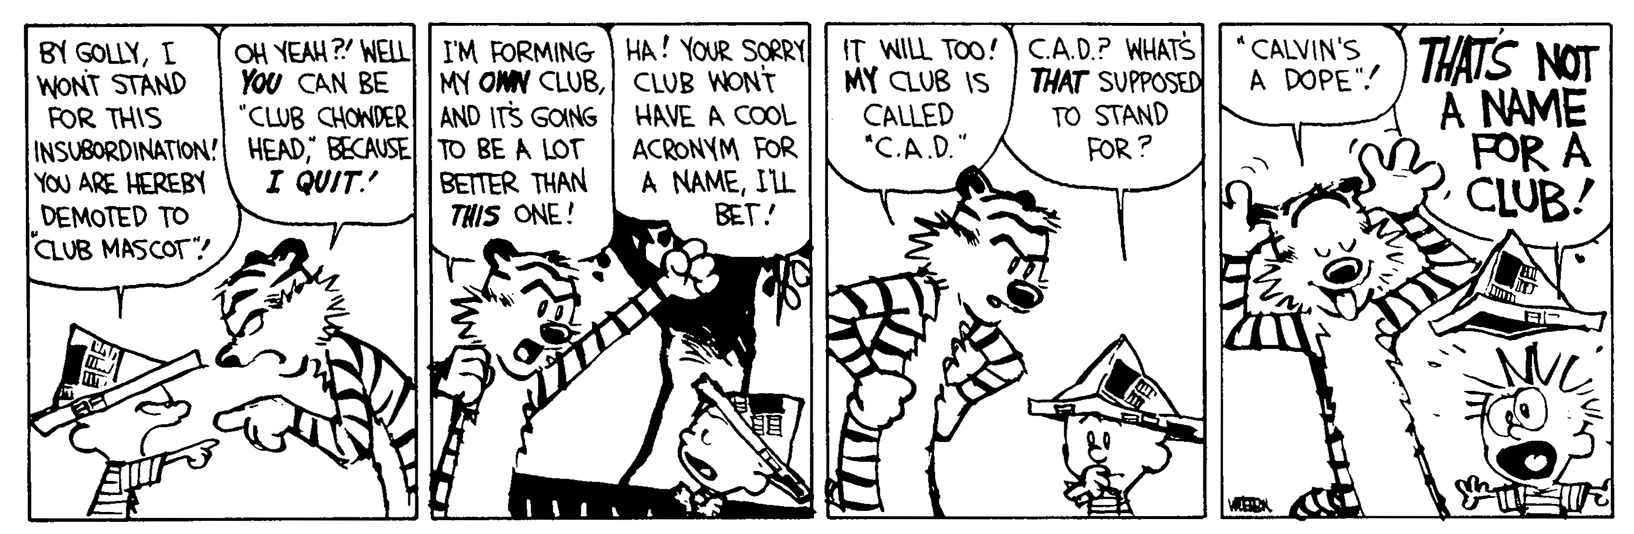 BY GOLLY, I
WON'T STAND
FOR THIS
INSUBORDINATION!
YOU ARE HEREBY
DEMOTED TO
"CLUB MASCOT"!
OH YEAH?! WELL
YOU CAN BE
"CLUB CHOWDER
HEAD," BECAUSE
I QUIT!
I'M FORMING
MY OWN CLUB,
AND IT'S GOING
TO BE A LOT
BETTER THAN
THIS ONE!
HA! YOUR SORRY
CLUB WON'T
HAVE A COOL
ACRONYM FOR
A NAME, I'LL
BET!
IT WILL TOO!
MY CLUB IS
CALLED
"C.A.D."
C.A.D.? WHAT'S
THAT SUPPOSED
TO STAND
FOR?
"CALVIN'S
A DOPE"!
THAT'S NOT
A NAME
FOR A
CLUB!